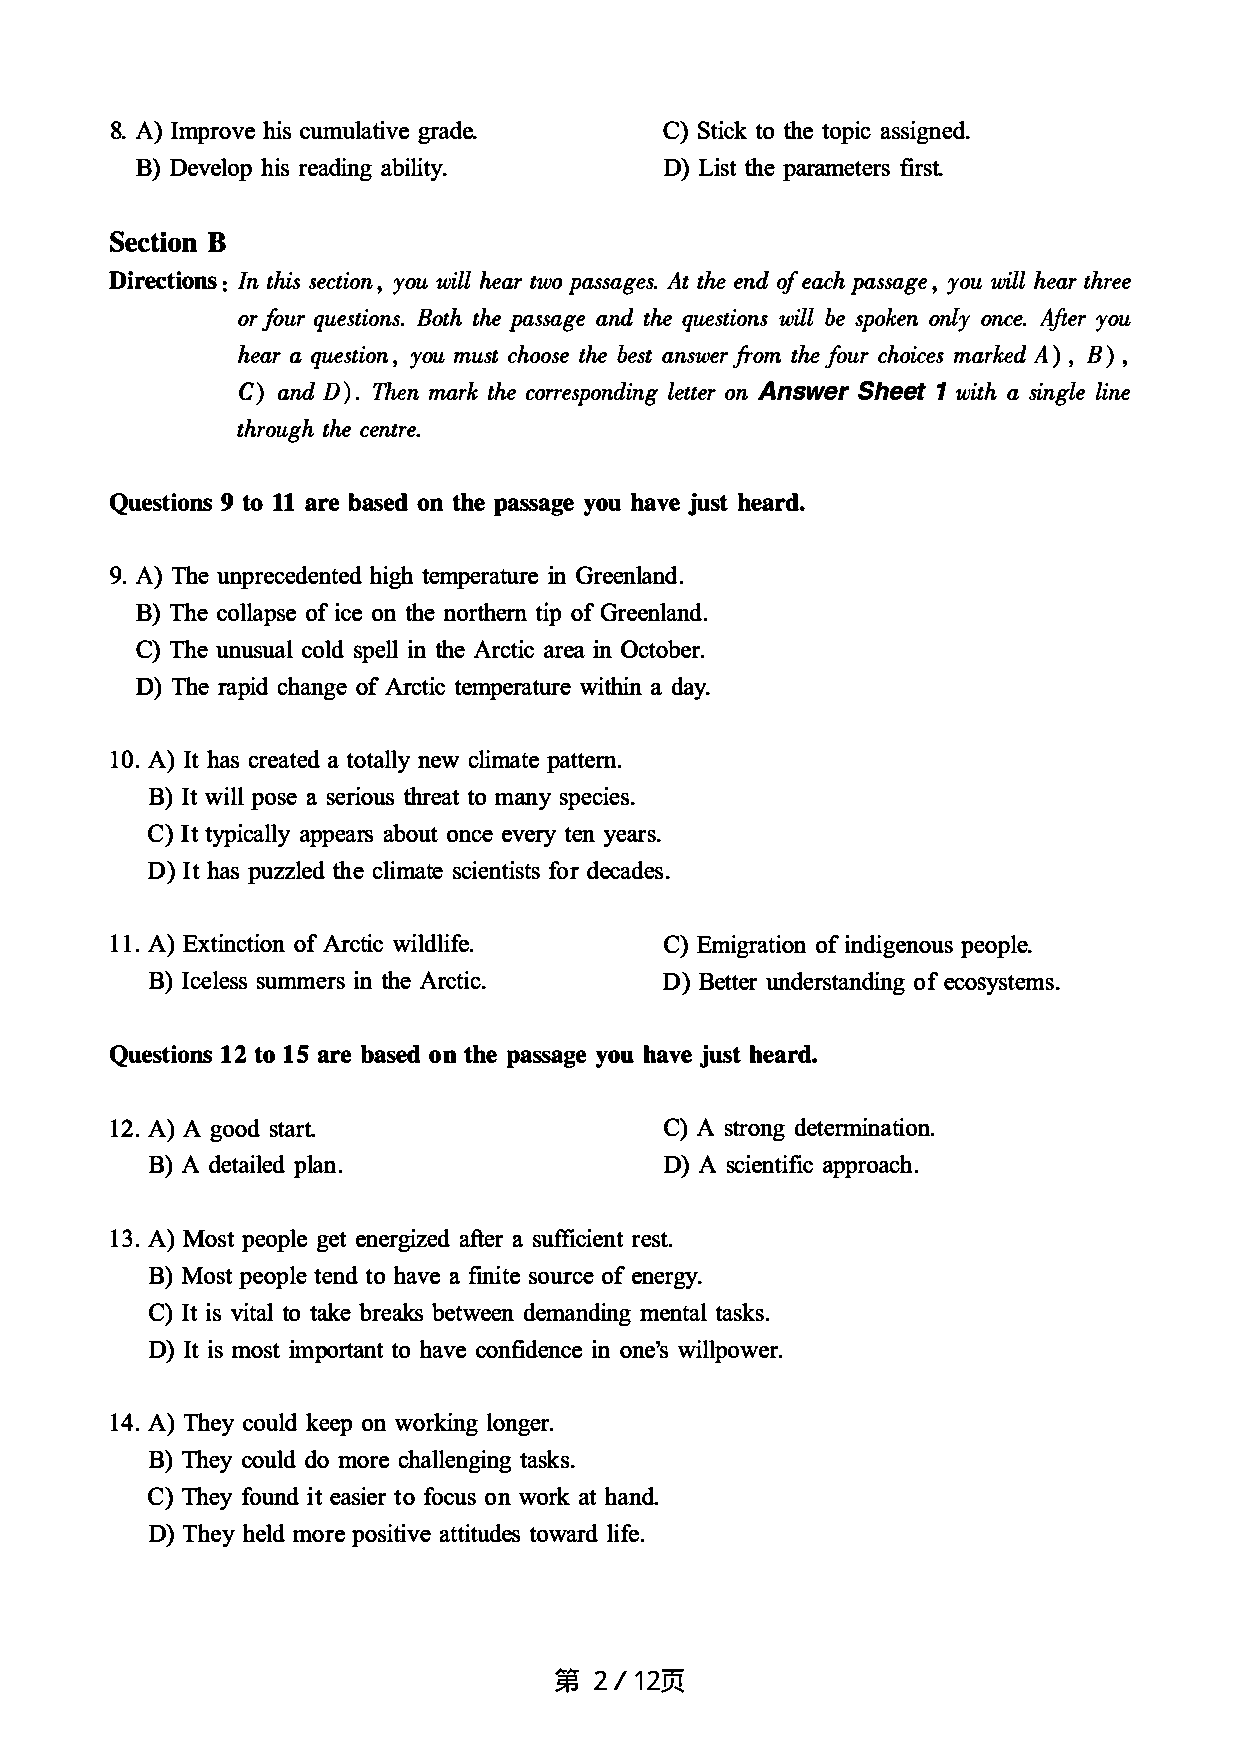 8. A) Improve his cumulative grade. C) Stick to the topic assigned.
B) Develop his reading ability. D) List the parameters first.
Section B
Directions: In this section, you will hear two passages. At the end of each passage, you will hear three
or four questions. Both the passage and the questions will be spoken only once. After you
hear a question, you must choose the best answer from the four choices marked A), B),
C) and D). Then mark the corresponding letter on Answer Sheet 1 with a single line
through the centre.
Questions 9 to 11 are based on the passage you have just heard.
9. A) The unprecedented high temperature in Greenland.
B) The collapse of ice on the northern tip of Greenland.
C) The unusual cold spell in the Arctic area in October.
D) The rapid change of Arctic temperature within a day.
10. A) It has created a totally new climate pattern.
B) It will pose a serious threat to many species.
C) It typically appears about once every ten years.
D) It has puzzled the climate scientists for decades.
11. A) Extinction of Arctic wildlife. C) Emigration of indigenous people.
B) Iceless summers in the Arctic. D) Better understanding of ecosystems.
Questions 12 to 15 are based on the passage you have just heard.
12. A) A good start. C) A strong determination.
B) A detailed plan. D) A scientific approach.
13. A) Most people get energized after a sufficient rest.
B) Most people tend to have a finite source of energy.
C) It is vital to take breaks between demanding mental tasks.
D) It is most important to have confidence in one's willpower.
14. A) They could keep on working longer.
B) They could do more challenging tasks.
C) They found it easier to focus on work at hand.
D) They held more positive attitudes toward life.
第 2 / 12页